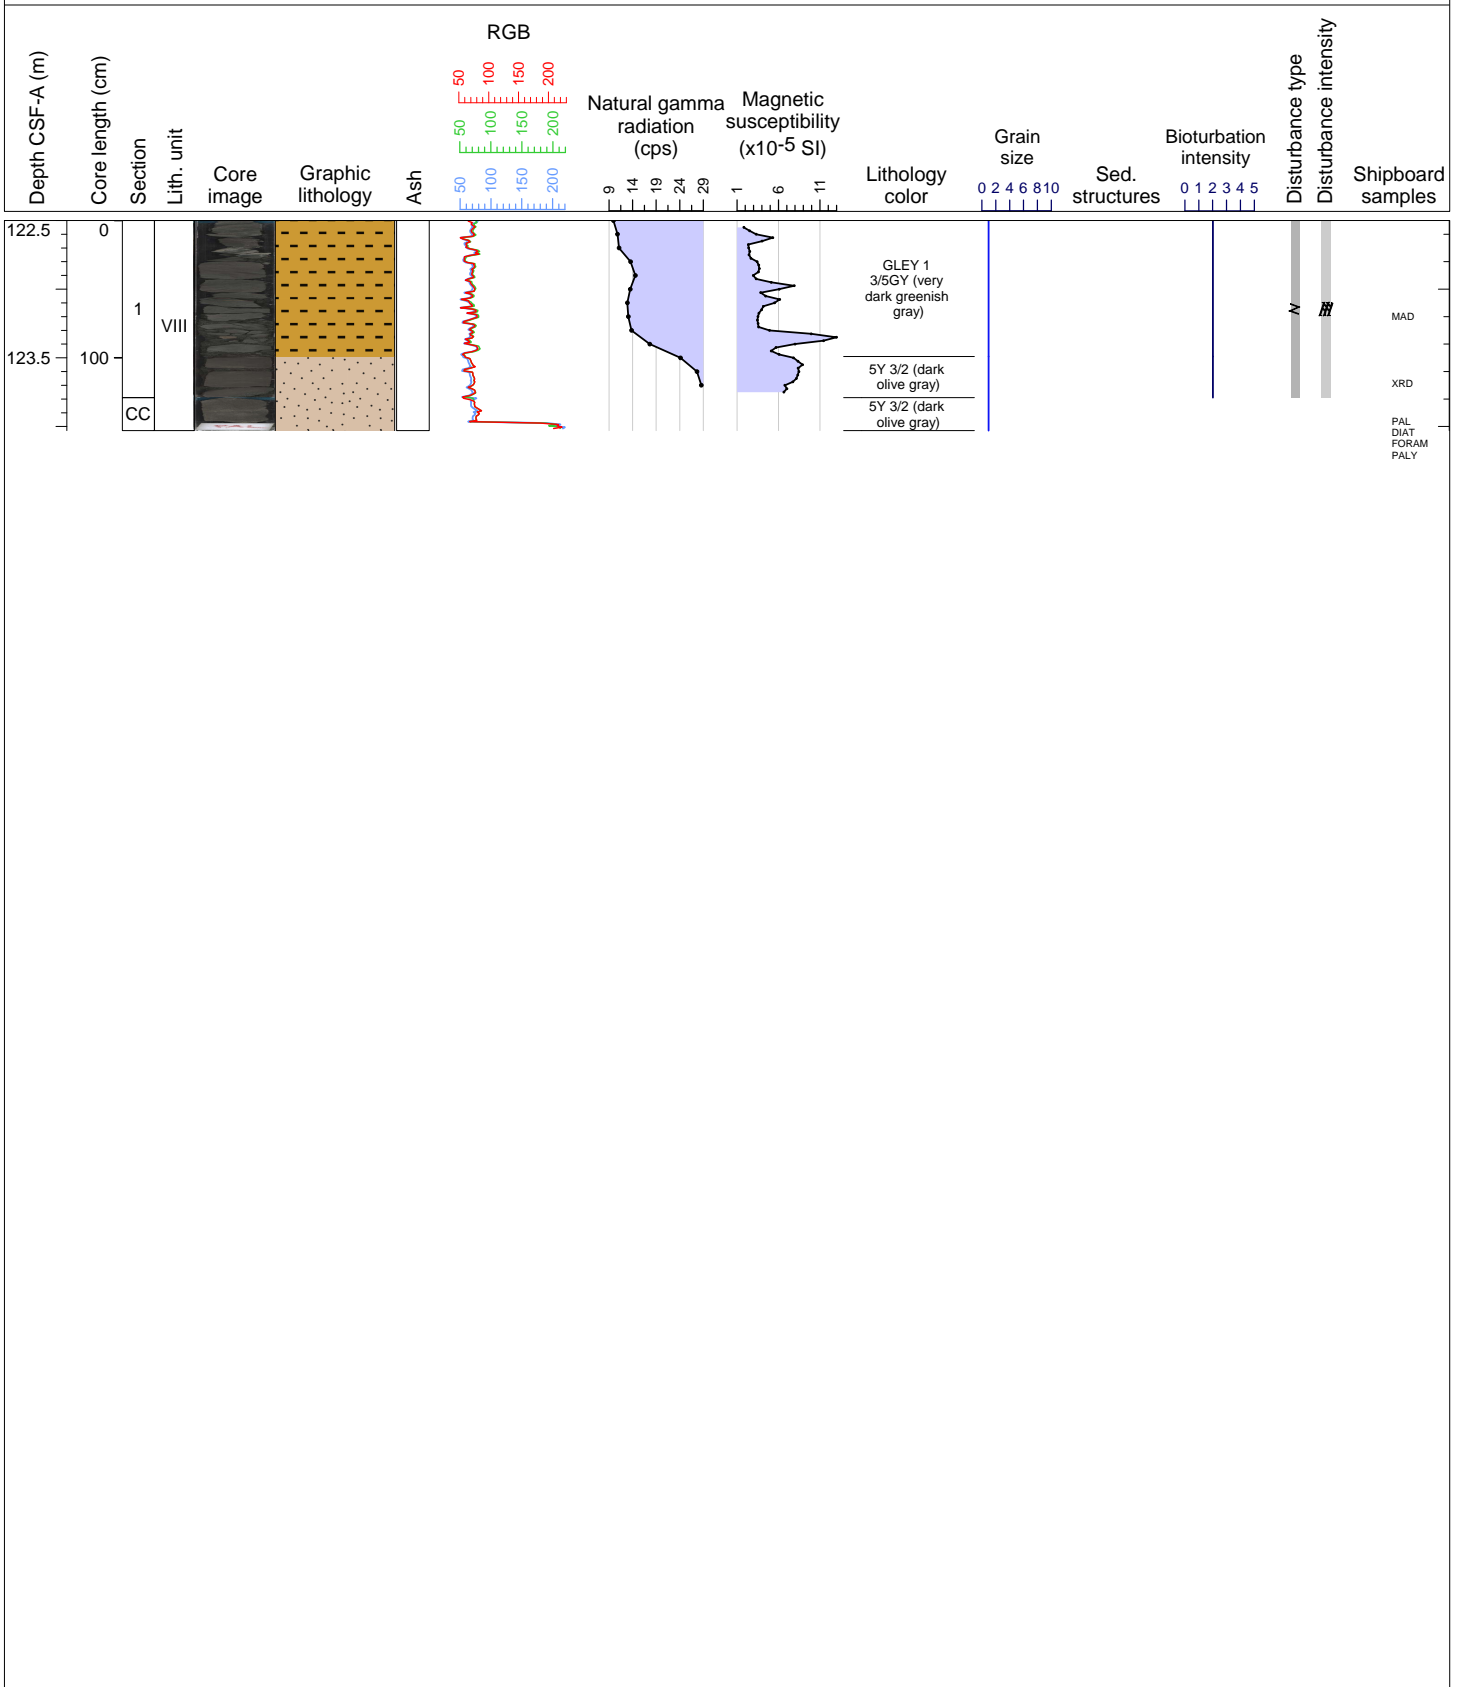 Depth CSF-A (m)
Core length (cm)
Section
Lith. unit
Core
image
Graphic
lithology
Ash
RGB
50 100 150 200
50 100 150 200
50 100 150 200
Natural gamma
radiation
(cps)
9 14 19 24 29
Magnetic
susceptibility
(x10-5 SI)
1 6 11
Lithology
color
Grain
size
0 2 4 6 8 10
Sed.
structures
Bioturbation
intensity
0 1 2 3 4 5
Disturbance type
Disturbance intensity
Shipboard
samples
122.5
123.5
0
100
1
CC
VIII
GLEY 1
3/5GY (very
dark greenish
gray)
5Y 3/2 (dark
olive gray)
5Y 3/2 (dark
olive gray)
MAD
XRD
PAL
DIAT
FORAM
PALY